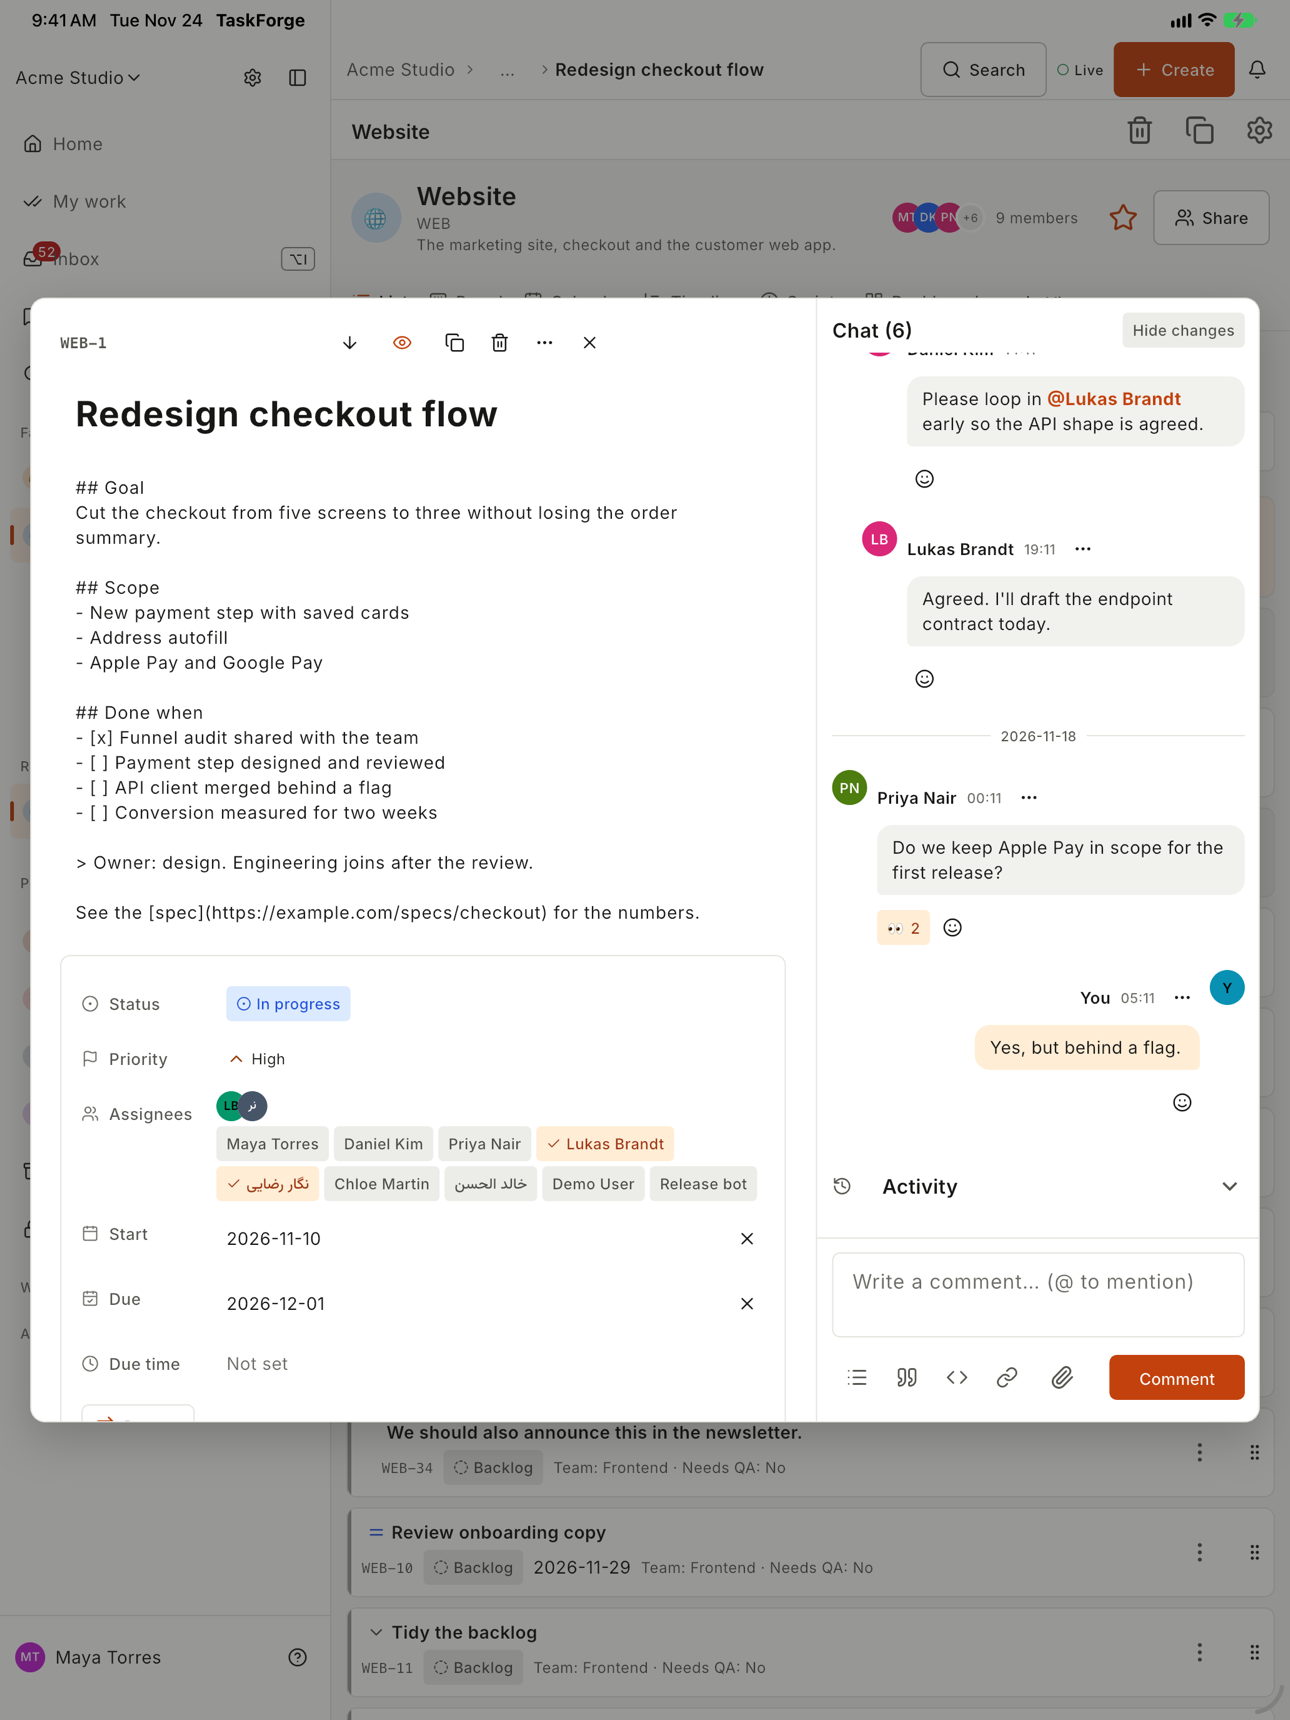 9:41 AM Tue Nov 24 TaskForge
Acme Studio
Home
My work
52
Inbox
MT Maya Torres
Acme Studio > ... > Redesign checkout flow
Search
Live
+ Create
Website
Website
WEB
The marketing site, checkout and the customer web app.
MT DK PN +6
9 members
Share
WEB-1
Redesign checkout flow
## Goal
Cut the checkout from five screens to three without losing the order
summary.
## Scope
- New payment step with saved cards
- Address autofill
- Apple Pay and Google Pay
## Done when
- [x] Funnel audit shared with the team
- [ ] Payment step designed and reviewed
- [ ] API client merged behind a flag
- [ ] Conversion measured for two weeks
> Owner: design. Engineering joins after the review.
See the [spec](https://example.com/specs/checkout) for the numbers.
Status In progress
Priority High
Assignees LB نر
Maya Torres Daniel Kim Priya Nair Lukas Brandt
نگار رضایی Chloe Martin خالد الحسن Demo User Release bot
Start 2026-11-10
Due 2026-12-01
Due time Not set
Chat (6)
Hide changes
Daniel Kim
Please loop in @Lukas Brandt
early so the API shape is agreed.
LB Lukas Brandt 19:11
Agreed. I'll draft the endpoint
contract today.
2026-11-18
PN Priya Nair 00:11
Do we keep Apple Pay in scope for the
first release?
👀 2
You 05:11 Y
Yes, but behind a flag.
Activity
Write a comment... (@ to mention)
Comment
We should also announce this in the newsletter.
WEB-34 Backlog Team: Frontend · Needs QA: No
Review onboarding copy
WEB-10 Backlog 2026-11-29 Team: Frontend · Needs QA: No
Tidy the backlog
WEB-11 Backlog Team: Frontend · Needs QA: No